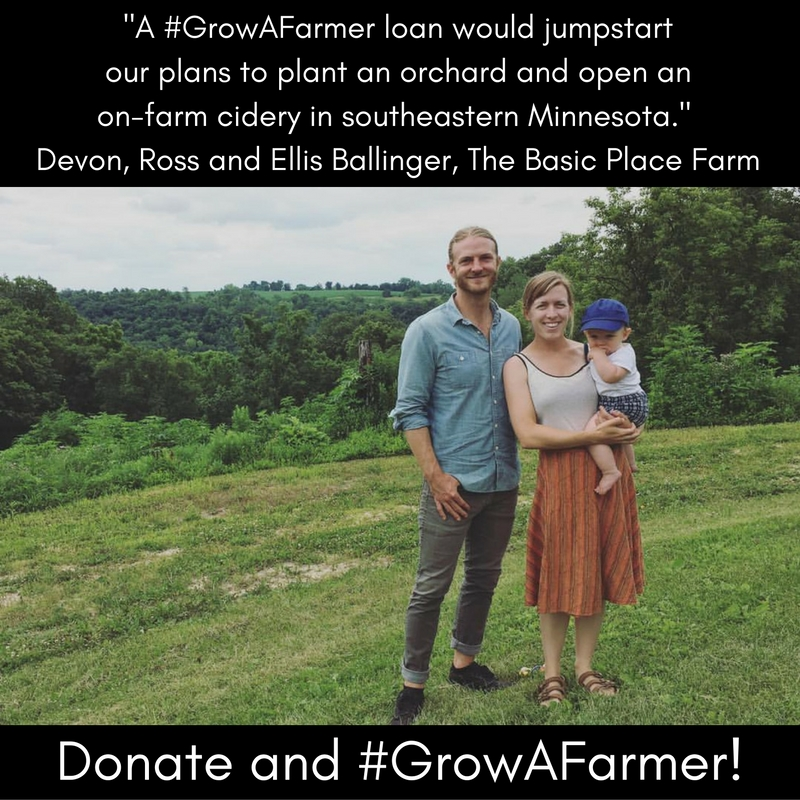 "A #GrowAFarmer loan would jumpstart
our plans to plant an orchard and open an
on-farm cidery in southeastern Minnesota."
Devon, Ross and Ellis Ballinger, The Basic Place Farm
Donate and #GrowAFarmer!